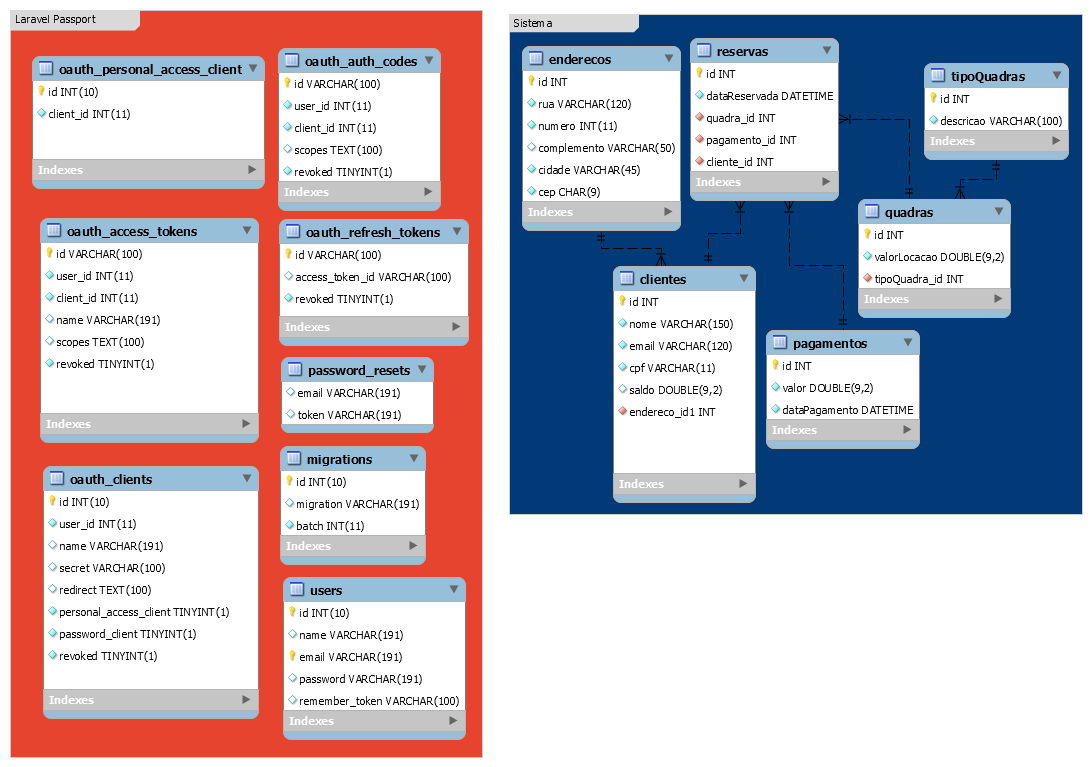 Laravel Passport
oauth_personal_access_client
id INT(10)
client_id INT(11)
Indexes
oauth_auth_codes
id VARCHAR(100)
user_id INT(11)
client_id INT(11)
scopes TEXT(100)
revoked TINYINT(1)
Indexes
oauth_access_tokens
id VARCHAR(100)
user_id INT(11)
client_id INT(11)
name VARCHAR(191)
scopes TEXT(100)
revoked TINYINT(1)
Indexes
oauth_refresh_tokens
id VARCHAR(100)
access_token_id VARCHAR(100)
revoked TINYINT(1)
Indexes
password_resets
email VARCHAR(191)
token VARCHAR(191)
migrations
id INT(10)
migration VARCHAR(191)
batch INT(11)
Indexes
oauth_clients
id INT(10)
user_id INT(11)
name VARCHAR(191)
secret VARCHAR(100)
redirect TEXT(100)
personal_access_client TINYINT(1)
password_client TINYINT(1)
revoked TINYINT(1)
Indexes
users
id INT(10)
name VARCHAR(191)
email VARCHAR(191)
password VARCHAR(191)
remember_token VARCHAR(100)
Indexes
Sistema
enderecos
id INT
rua VARCHAR(120)
numero INT(11)
complemento VARCHAR(50)
cidade VARCHAR(45)
cep CHAR(9)
Indexes
reservas
id INT
dataReservada DATETIME
quadra_id INT
pagamento_id INT
cliente_id INT
Indexes
tipoQuadras
id INT
descricao VARCHAR(100)
Indexes
quadras
id INT
valorLocacao DOUBLE(9,2)
tipoQuadra_id INT
Indexes
clientes
id INT
nome VARCHAR(150)
email VARCHAR(120)
cpf VARCHAR(11)
saldo DOUBLE(9,2)
endereco_id1 INT
Indexes
pagamentos
id INT
valor DOUBLE(9,2)
dataPagamento DATETIME
Indexes